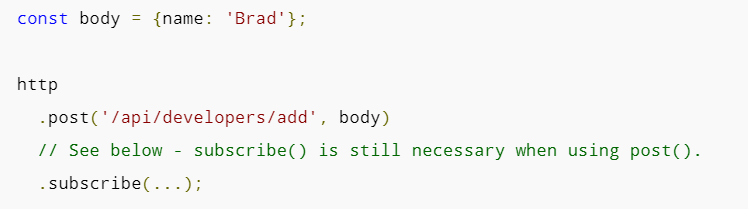 const body = {name: 'Brad'};
http
.post('/api/developers/add', body)
// See below - subscribe() is still necessary when using post().
.subscribe(...);